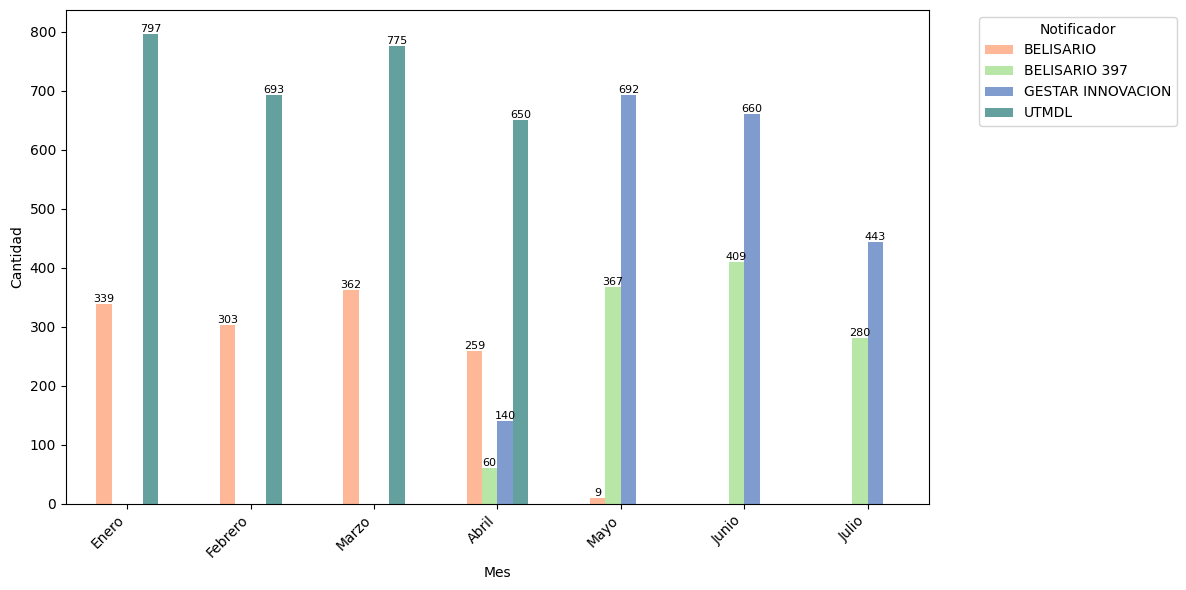 Notificador
BELISARIO
BELISARIO 397
GESTAR INNOVACION
UTMDL
Cantidad
800
700
600
500
400
300
200
100
0
339
797
303
693
362
775
259
60
140
650
9
367
692
409
660
280
443
Enero
Febrero
Marzo
Abril
Mayo
Junio
Julio
Mes